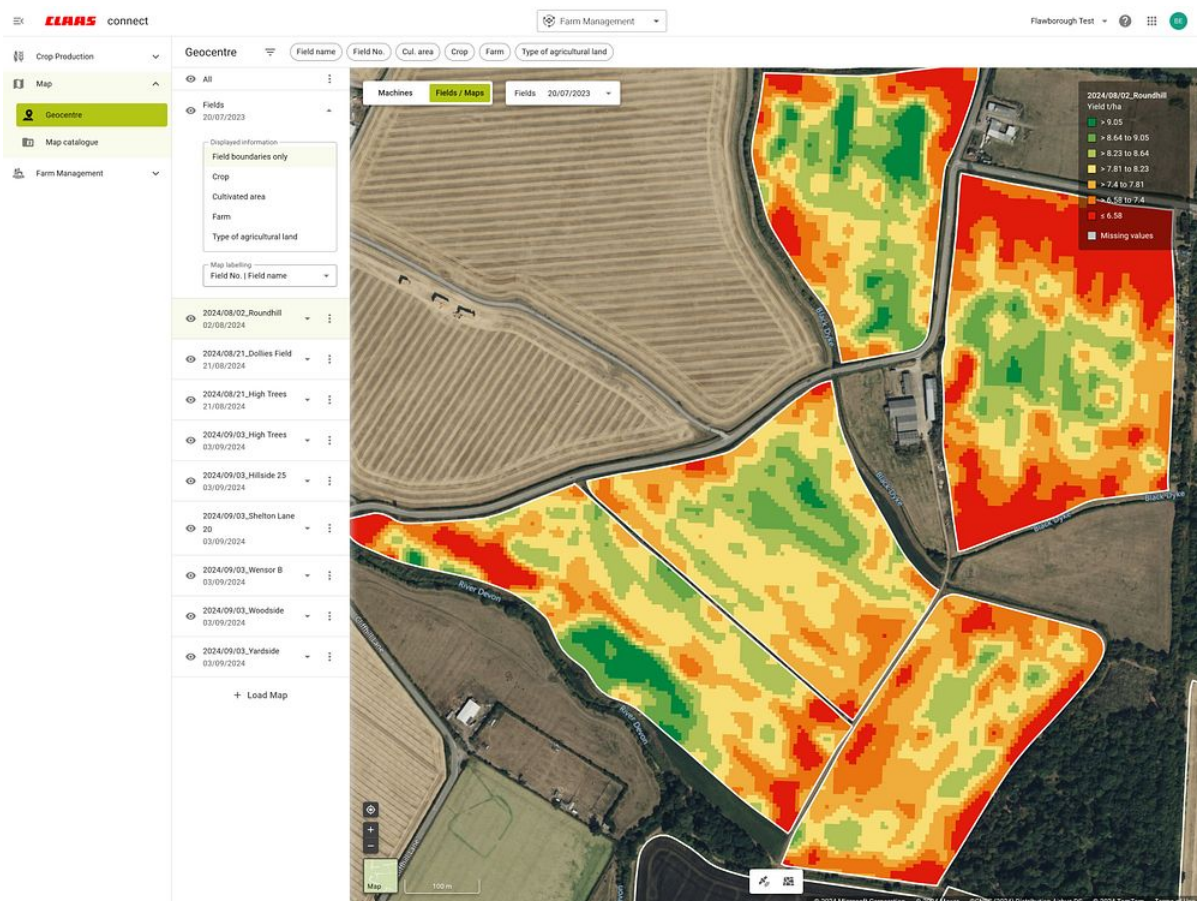 CLAAS connect
Farm Management
Flawborough Test
BE
Crop Production
Map
Geocentre
Map catalogue
Farm Management
Geocentre
Field name
Field No.
Cul. area
Crop
Farm
Type of agricultural land
All
Fields
20/07/2023
Displayed information
Field boundaries only
Crop
Cultivated area
Farm
Type of agricultural land
Map labelling
Field No. | Field name
2024/08/02_Roundhill
02/08/2024
2024/08/21_Dollies Field
21/08/2024
2024/08/21_High Trees
21/08/2024
2024/09/03_High Trees
03/09/2024
2024/09/03_Hillside 25
03/09/2024
2024/09/03_Shelton Lane
20
03/09/2024
2024/09/03_Wensor B
03/09/2024
2024/09/03_Woodside
03/09/2024
2024/09/03_Yardside
03/09/2024
+ Load Map
Machines
Fields / Maps
Fields 20/07/2023
2024/08/02_Roundhill
Yield t/ha
> 9.05
> 8.64 to 9.05
> 8.23 to 8.64
> 7.81 to 8.23
> 7.4 to 7.81
> 6.58 to 7.4
≤ 6.58
Missing values
Black Dyke
Black Dyke
Black Dyke
Black Dyke
River Devon
River Devon
Map
100 m
+
−